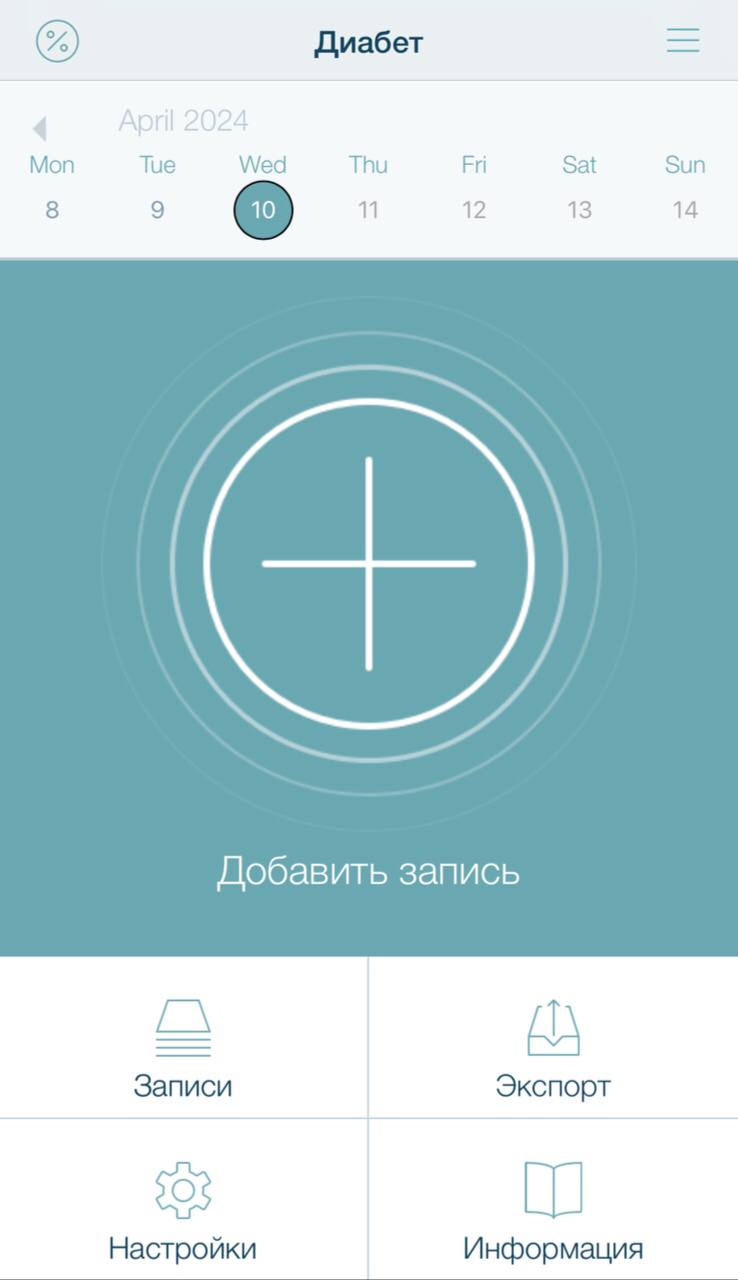 Диабет
April 2024
Mon Tue Wed Thu Fri Sat Sun
8 9 10 11 12 13 14
Добавить запись
Записи Экспорт
Настройки Информация